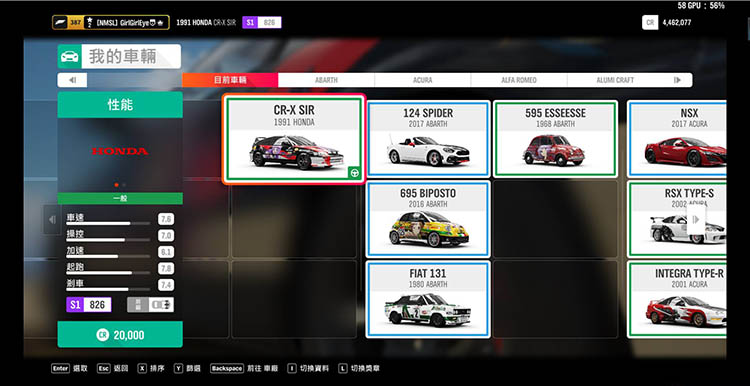 58 GPU : 56%
387 [NMSL] GirlGirlEye
1991 HONDA CR-X SIR S1 826
CR 4,462,077
我的車輛
目前車輛 ABARTH ACURA ALFA ROMEO ALUMI CRAFT
性能
HONDA
一般
車速 7.6
操控 7.0
加速 6.1
起跑 7.8
剎車 7.4
S1 826
CR 20,000
CR-X SIR
1991 HONDA
124 SPIDER
2017 ABARTH
595 ESSEESSE
1968 ABARTH
NSX
2017 ACURA
695 BIPOSTO
2016 ABARTH
RSX TYPE-S
2002 ACURA
FIAT 131
1980 ABARTH
INTEGRA TYPE-R
2001 ACURA
Enter 選取 Esc 返回 X 排序 Y 篩選 Backspace 前往 車廠 I 切換資料 L 切換獎章